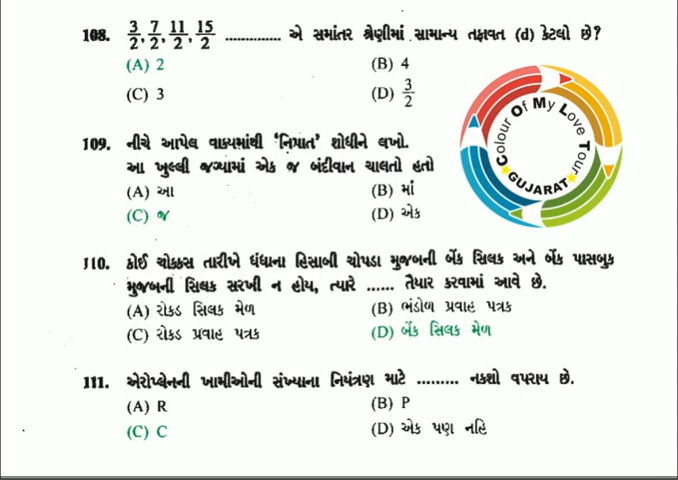 108. 3/2, 7/2, 11/2, 15/2 .............. એ સમાંતર શ્રેણીમાં સામાન્ય તફાવત (d) કેટલો છે?
(A) 2 (B) 4
(C) 3 (D) 3/2
Colour Of My Love Tour
GUJARAT
109. નીચે આપેલ વાક્યમાંથી ‘નિપાત’ શોધીને લખો.
આ ખુલ્લી જગ્યામાં એક જ બંદીવાન ચાલતો હતો
(A) આ (B) માં
(C) જ (D) એક
110. કોઈ ચોક્કસ તારીખે ધંધાના હિસાબી ચોપડા મુજબની બેંક સિલક અને બેંક પાસબુક
મુજબની સિલક સરખી ન હોય, ત્યારે ...... તૈયાર કરવામાં આવે છે.
(A) રોકડ સિલક મેળ (B) ભંડોળ પ્રવાહ પત્રક
(C) રોકડ પ્રવાહ પત્રક (D) બેંક સિલક મેળ
111. એરોપ્લેનની ખામીઓની સંખ્યાના નિયંત્રણ માટે ......... નકશો વપરાય છે.
(A) R (B) P
(C) C (D) એક પણ નહિ